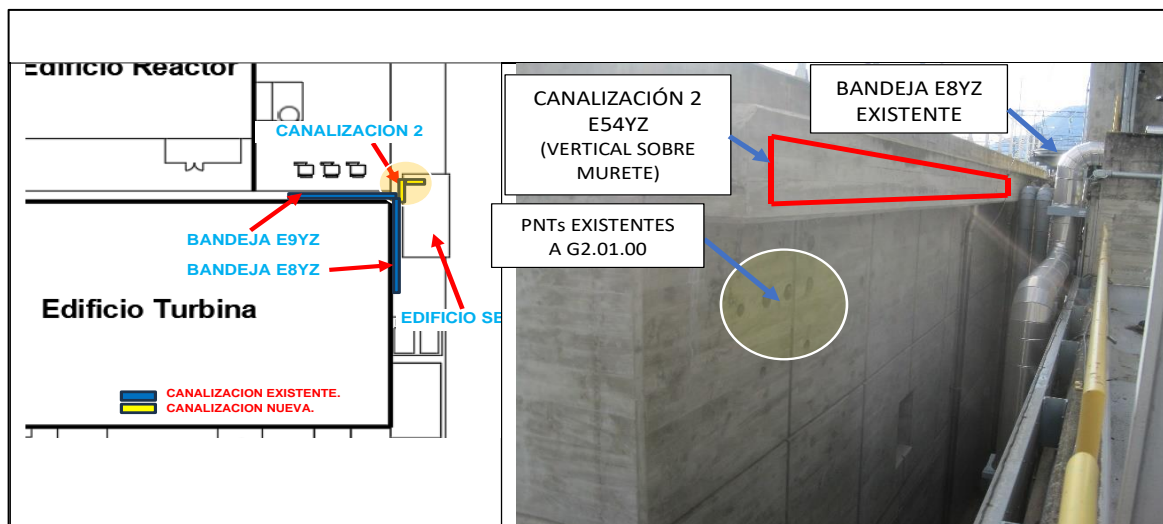 Edificio Reactor
CANALIZACION 2
BANDEJA E9YZ
BANDEJA E8YZ
Edificio Turbina
EDIFICIO SE
CANALIZACION EXISTENTE.
CANALIZACION NUEVA.
CANALIZACIÓN 2
E54YZ
(VERTICAL SOBRE
MURETE)
BANDEJA E8YZ
EXISTENTE
PNTs EXISTENTES
A G2.01.00